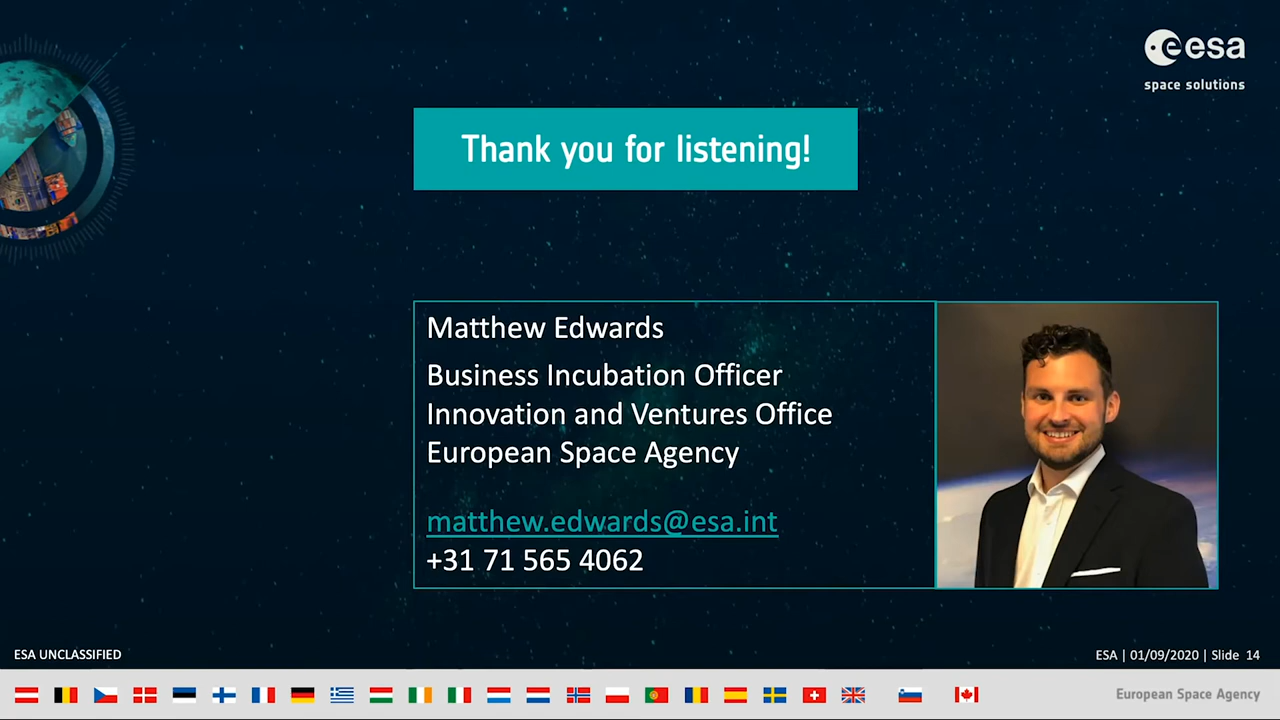 esa
space solutions
Thank you for listening!
Matthew Edwards
Business Incubation Officer
Innovation and Ventures Office
European Space Agency
matthew.edwards@esa.int
+31 71 565 4062
ESA UNCLASSIFIED
ESA | 01/09/2020 | Slide 14
European Space Agency